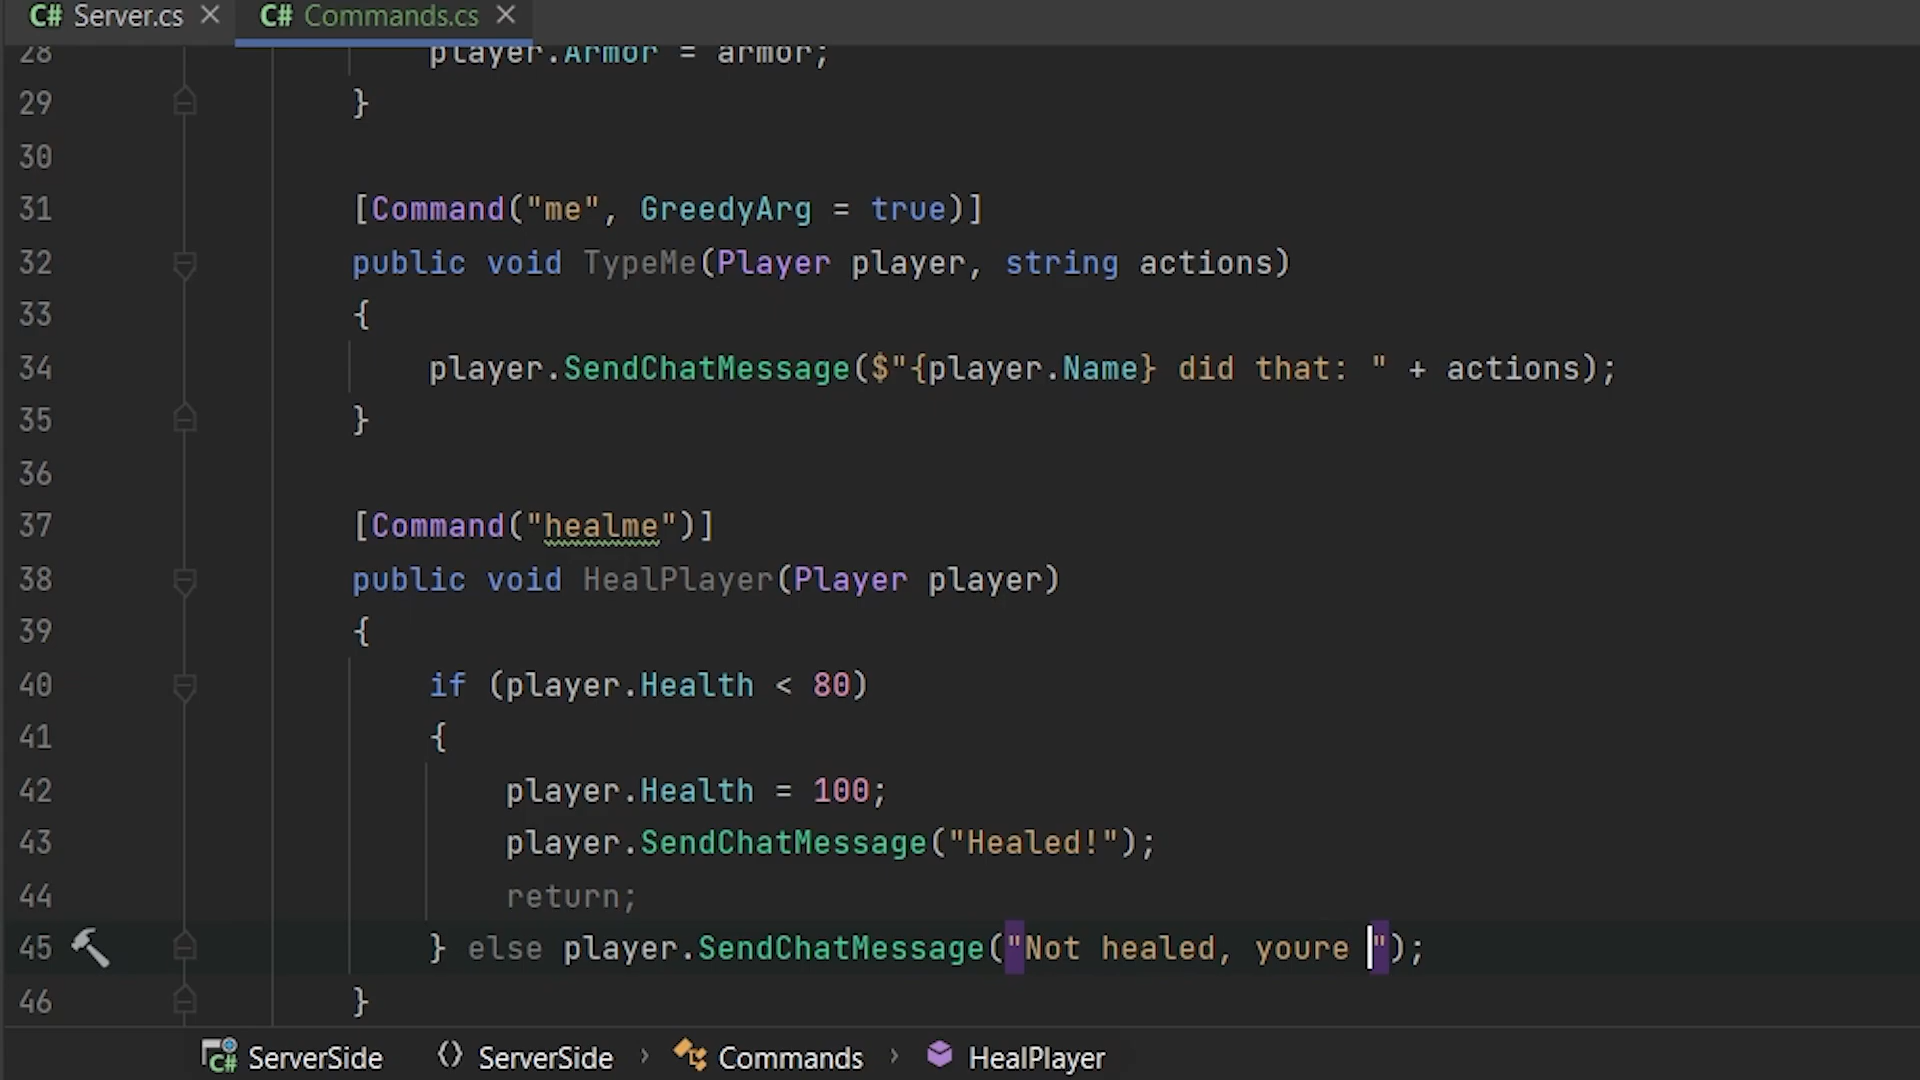 C# Server.cs × C# Commands.cs ×
28 player.Armor = armor;
29 }
30
31 [Command("me", GreedyArg = true)]
32 public void TypeMe(Player player, string actions)
33 {
34 player.SendChatMessage($"{player.Name} did that: " + actions);
35 }
36
37 [Command("healme")]
38 public void HealPlayer(Player player)
39 {
40 if (player.Health < 80)
41 {
42 player.Health = 100;
43 player.SendChatMessage("Healed!");
44 return;
45 } else player.SendChatMessage("Not healed, youre ");
46 }
C# ServerSide ServerSide › Commands › HealPlayer